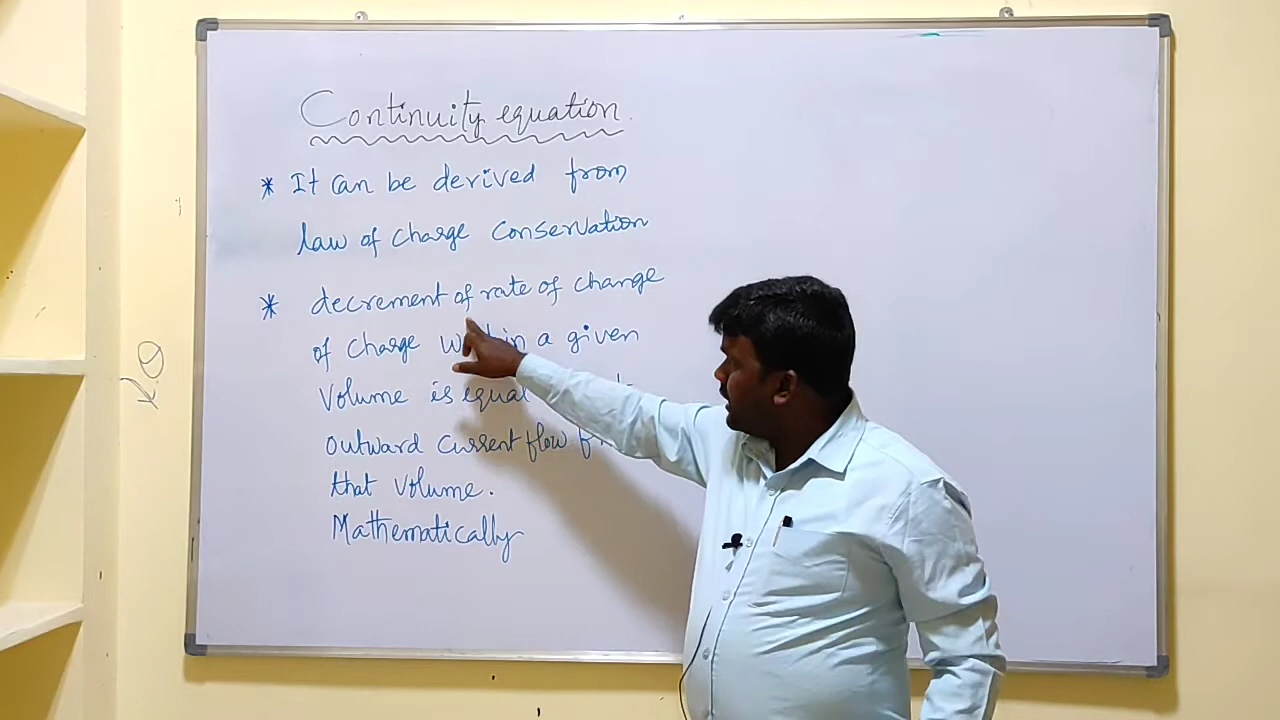 Continuity equation.
* It can be derived from
law of charge conservation
* decrement of rate of change
of charge within a given
Volume is equal
outward current flow
that volume.
Mathematically